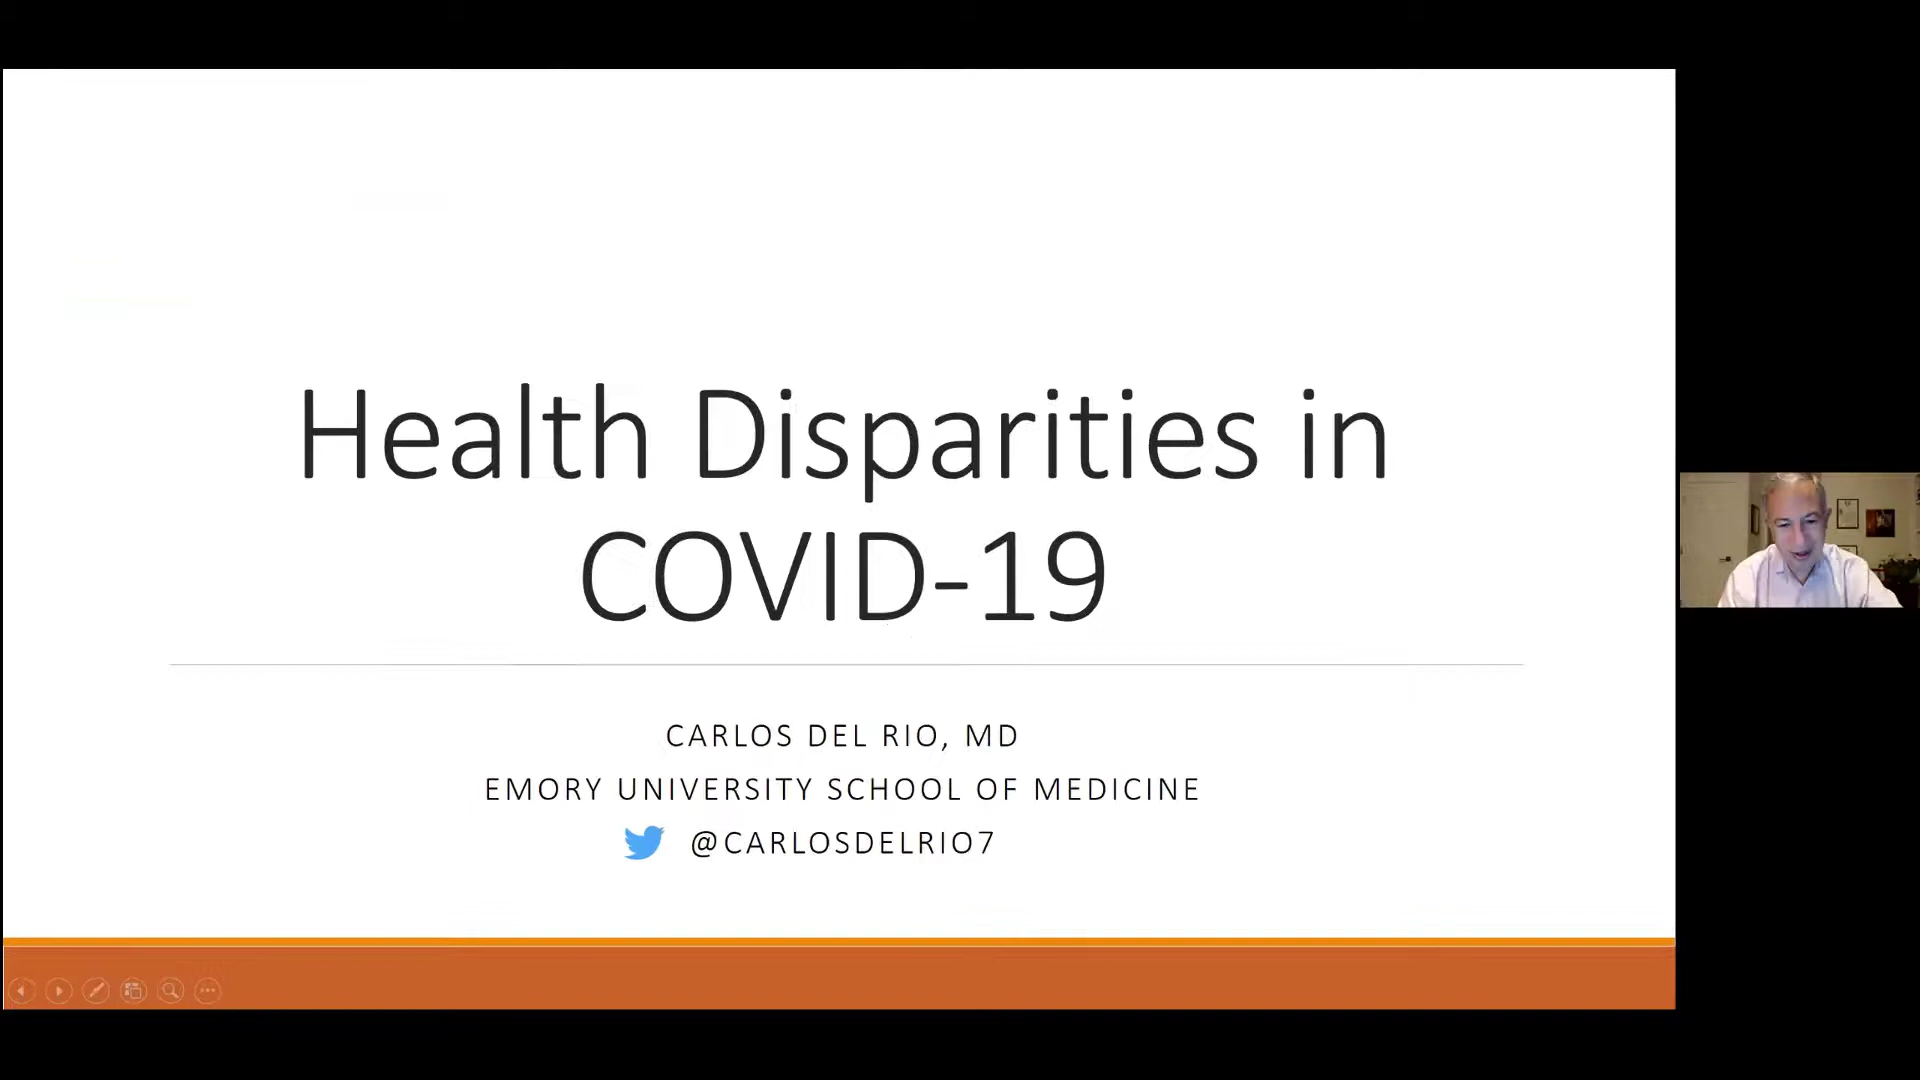 Health Disparities in
COVID-19
CARLOS DEL RIO, MD
EMORY UNIVERSITY SCHOOL OF MEDICINE
@CARLOSDELRIO7